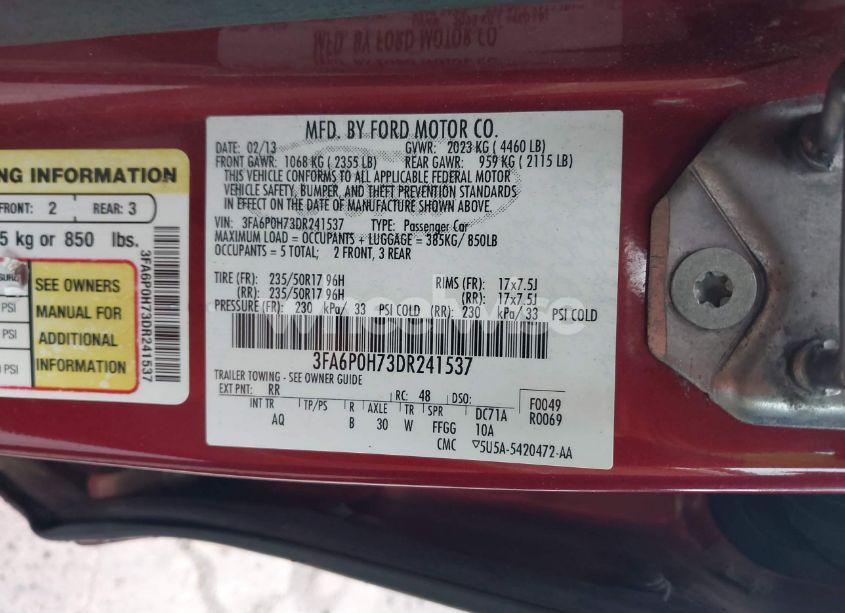 MFD. BY FORD MOTOR CO.
DATE: 02/13 GVWR: 2023 KG ( 4460 LB)
FRONT GAWR: 1068 KG ( 2355 LB) REAR GAWR: 959 KG ( 2115 LB)
THIS VEHICLE CONFORMS TO ALL APPLICABLE FEDERAL MOTOR
VEHICLE SAFETY, BUMPER, AND THEFT PREVENTION STANDARDS
IN EFFECT ON THE DATE OF MANUFACTURE SHOWN ABOVE.
VIN: 3FA6P0H73DR241537 TYPE: Passenger Car
MAXIMUM LOAD = OCCUPANTS + LUGGAGE = 385KG/ 850LB
OCCUPANTS = 5 TOTAL: 2 FRONT, 3 REAR
TIRE (FR): 235/50R17 96H RIMS (FR): 17x7.5J
(RR): 235/50R17 96H (RR): 17x7.5J
PRESSURE (FR): 230 kPa/ 33 PSI COLD (RR): 230 kPa/ 33 PSI COLD
3FA6P0H73DR241537
TRAILER TOWING - SEE OWNER GUIDE
EXT PNT: RR RC: 48 DSO: F0049
INT TR TP/PS R AXLE TR SPR DC71A R0069
AQ B 30 W FFGG 10A
CMC ▽5U5A-5420472-AA
NG INFORMATION
FRONT: 2 REAR: 3
5 kg or 850 lbs.
SEE OWNERS
PSI MANUAL FOR
PSI ADDITIONAL
PSI INFORMATION
3FA6P0H73DR241537
MFD. BY FORD MOTOR CO.